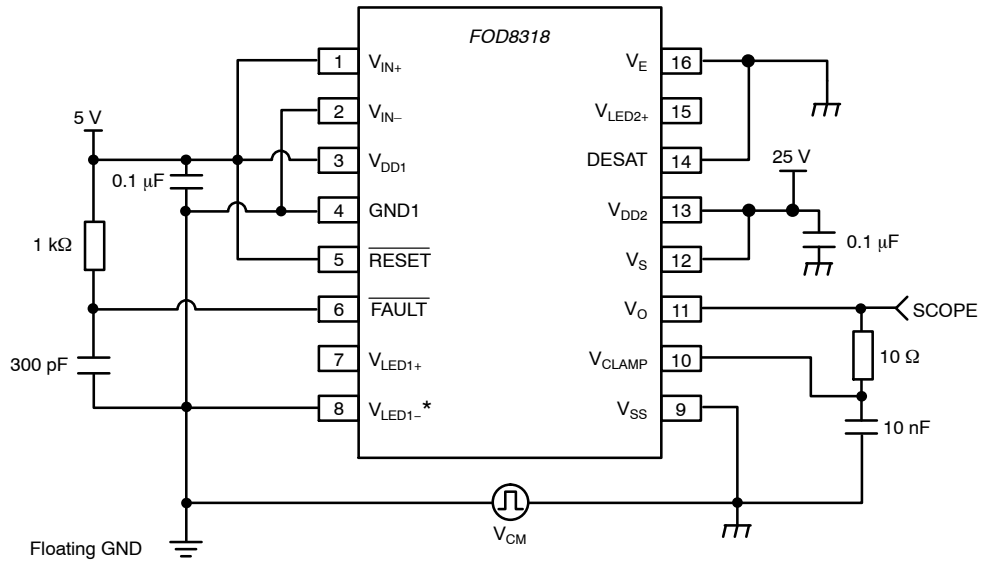 FOD8318
5 V
0.1 μF
1 kΩ
300 pF
1 V_IN+
2 V_IN–
3 V_DD1
4 GND1
5 R̅E̅S̅E̅T̅
6 F̅A̅U̅L̅T̅
7 V_LED1+
8 V_LED1–*
V_E 16
V_LED2+ 15
DESAT 14
V_DD2 13
V_S 12
V_O 11
V_CLAMP 10
V_SS 9
25 V
0.1 μF
SCOPE
10 Ω
10 nF
V_CM
Floating GND